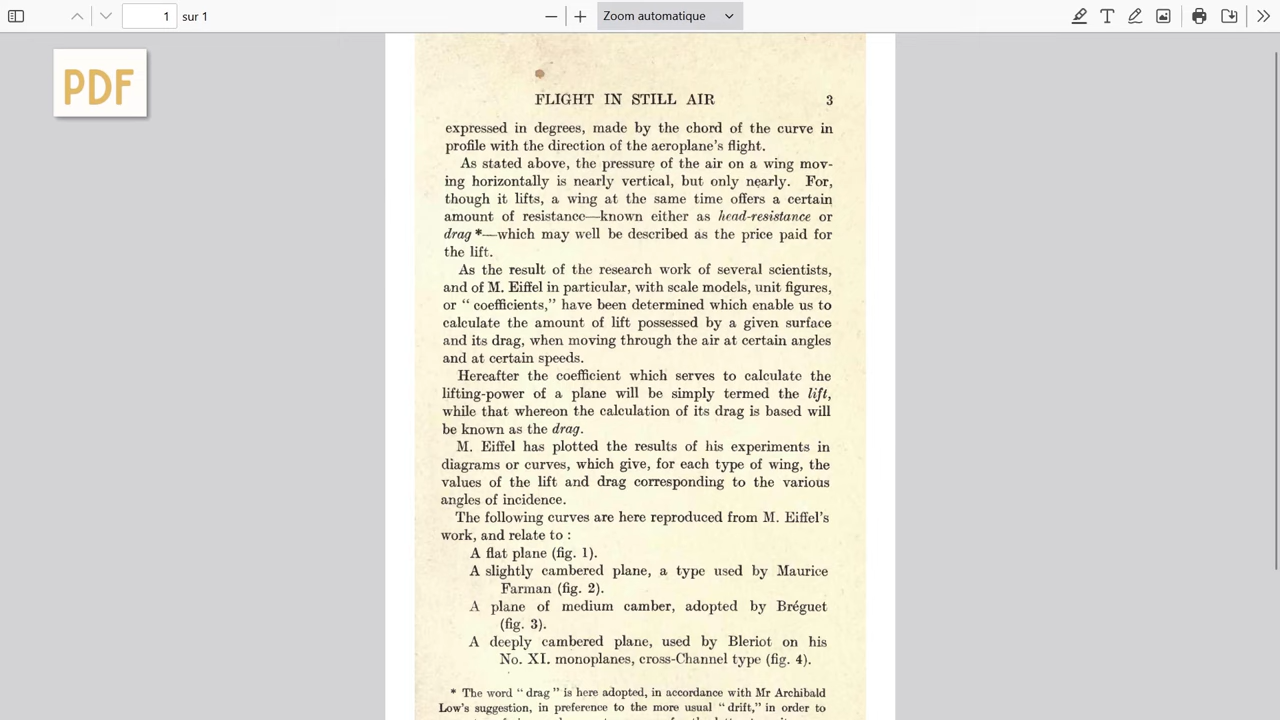 1 sur 1 Zoom automatique
PDF
FLIGHT IN STILL AIR 3
expressed in degrees, made by the chord of the curve in
profile with the direction of the aeroplane's flight.
As stated above, the pressure of the air on a wing mov-
ing horizontally is nearly vertical, but only nearly. For,
though it lifts, a wing at the same time offers a certain
amount of resistance—known either as head-resistance or
drag *—which may well be described as the price paid for
the lift.
As the result of the research work of several scientists,
and of M. Eiffel in particular, with scale models, unit figures,
or “ coefficients,” have been determined which enable us to
calculate the amount of lift possessed by a given surface
and its drag, when moving through the air at certain angles
and at certain speeds.
Hereafter the coefficient which serves to calculate the
lifting-power of a plane will be simply termed the lift,
while that whereon the calculation of its drag is based will
be known as the drag.
M. Eiffel has plotted the results of his experiments in
diagrams or curves, which give, for each type of wing, the
values of the lift and drag corresponding to the various
angles of incidence.
The following curves are here reproduced from M. Eiffel's
work, and relate to :
A flat plane (fig. 1).
A slightly cambered plane, a type used by Maurice
Farman (fig. 2).
A plane of medium camber, adopted by Bréguet
(fig. 3).
A deeply cambered plane, used by Bleriot on his
No. XI. monoplanes, cross-Channel type (fig. 4).
* The word “ drag ” is here adopted, in accordance with Mr Archibald
Low's suggestion, in preference to the more usual “ drift,” in order to